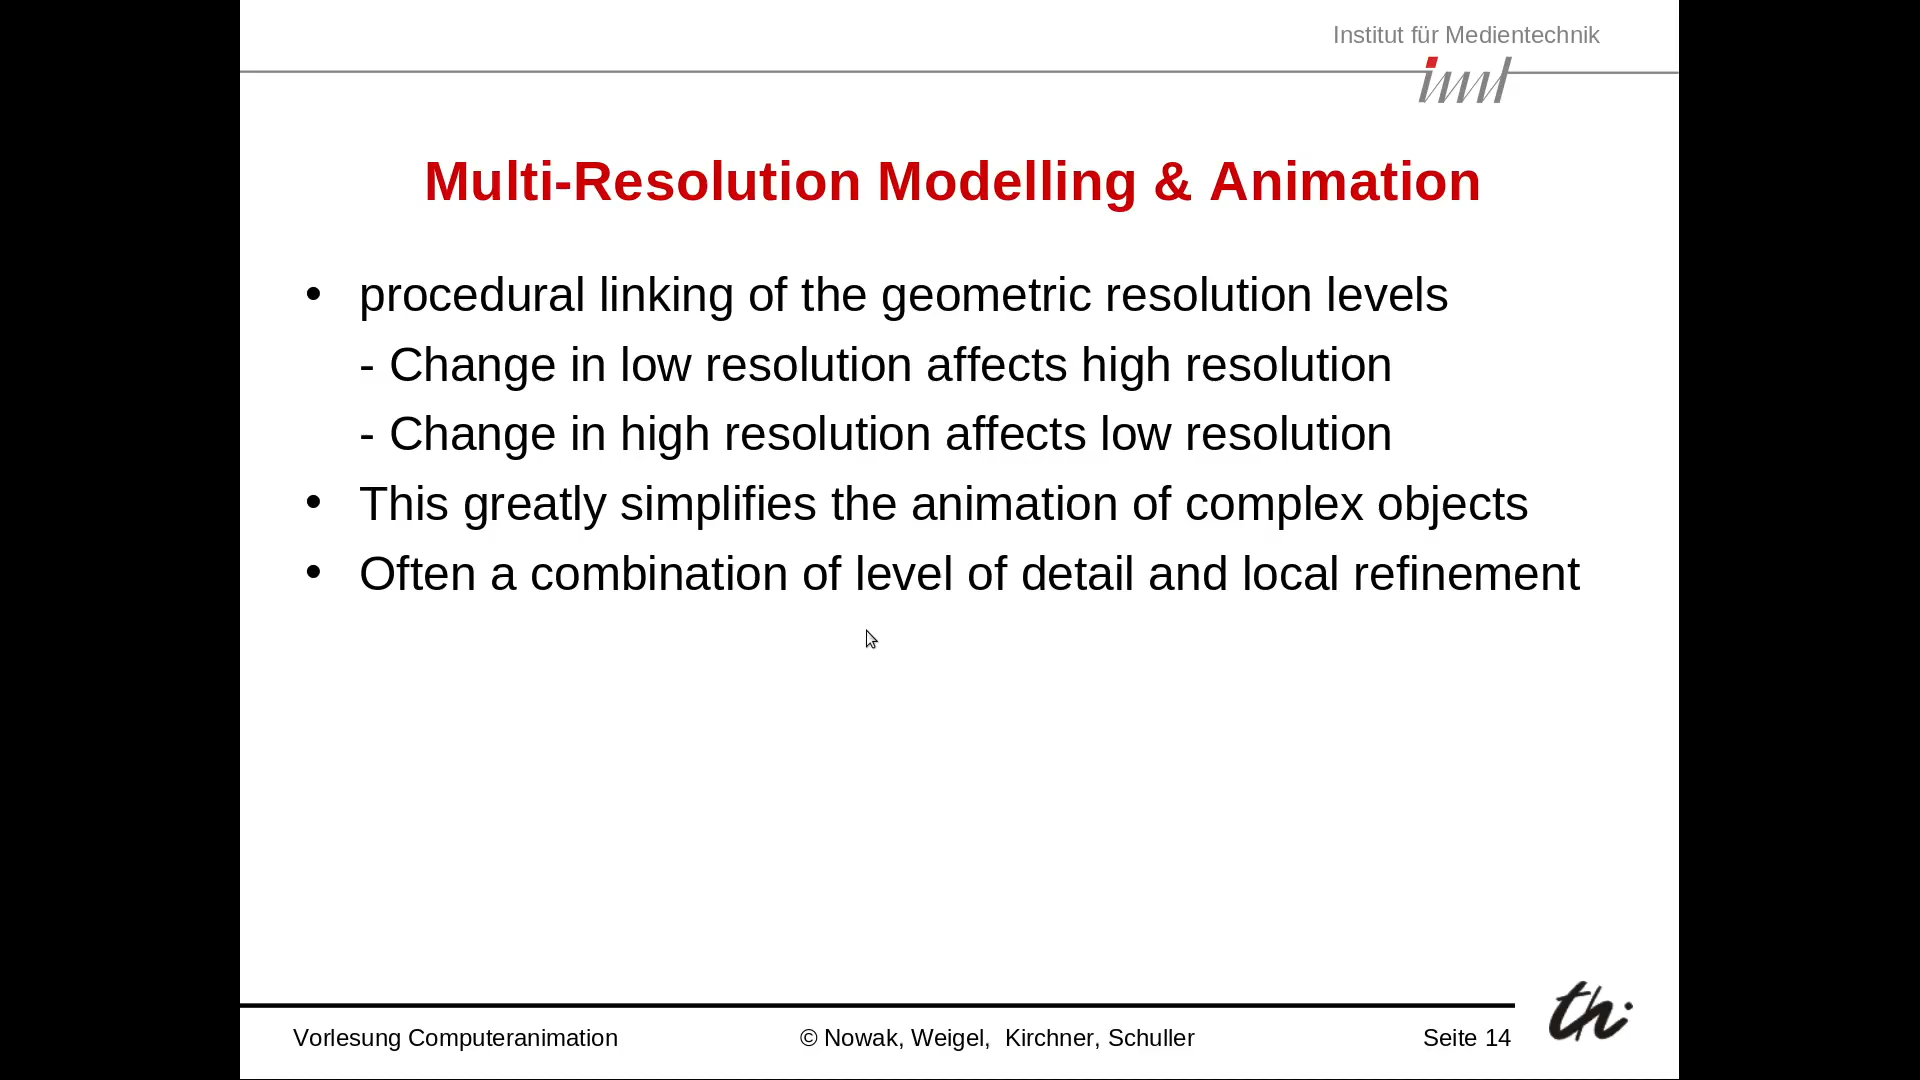 Institut für Medientechnik
imt
Multi-Resolution Modelling & Animation
• procedural linking of the geometric resolution levels
- Change in low resolution affects high resolution
- Change in high resolution affects low resolution
• This greatly simplifies the animation of complex objects
• Often a combination of level of detail and local refinement
th
Vorlesung Computeranimation © Nowak, Weigel, Kirchner, Schuller Seite 14